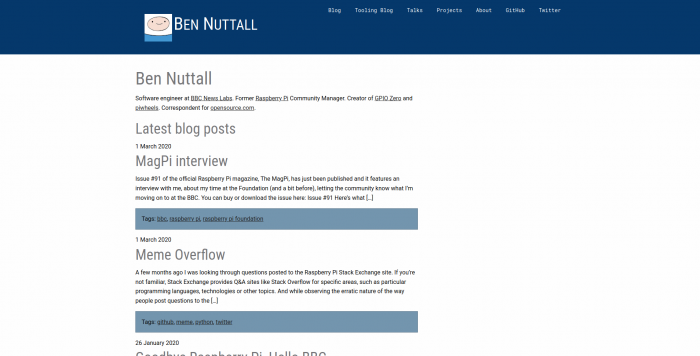 Blog Tooling Blog Talks Projects About GitHub Twitter
BEN NUTTALL
Ben Nuttall
Software engineer at BBC News Labs. Former Raspberry Pi Community Manager. Creator of GPIO Zero and
piwheels. Correspondent for opensource.com.
Latest blog posts
1 March 2020
MagPi interview
Issue #91 of the official Raspberry Pi magazine, The MagPi, has just been published and it features an
interview with me, about my time at the Foundation (and a bit before), letting the community know what I'm
moving on to at the BBC. You can buy or download the issue here: Issue #91 Here's what [...]
Tags: bbc, raspberry pi, raspberry pi foundation
1 March 2020
Meme Overflow
A few months ago I was looking through questions posted to the Raspberry Pi Stack Exchange site. If you're
not familiar, Stack Exchange provides Q&A sites like Stack Overflow for specific areas, such as particular
programming languages, technologies or other topics. And while observing the erratic nature of the way
people post questions to the [...]
Tags: github, meme, python, twitter
26 January 2020
Goodbye Raspberry Pi, Hello BBC